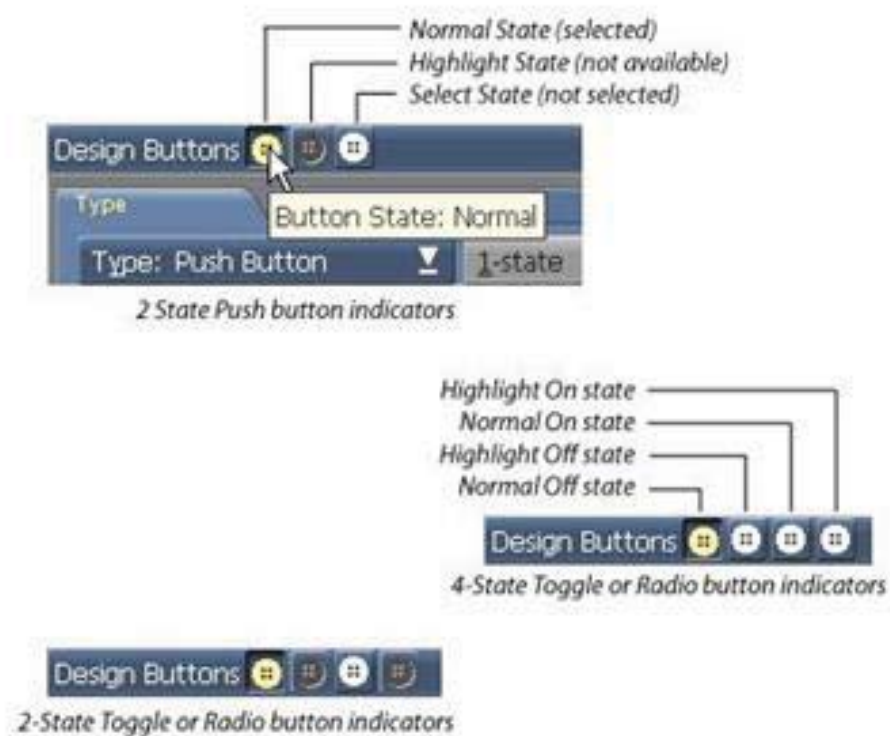 Normal State (selected)
Highlight State (not available)
Select State (not selected)
Design Buttons
Button State: Normal
Type
Type: Push Button
1-state
2 State Push button indicators
Highlight On state
Normal On state
Highlight Off state
Normal Off state
Design Buttons
4-State Toggle or Radio button indicators
Design Buttons
2-State Toggle or Radio button indicators